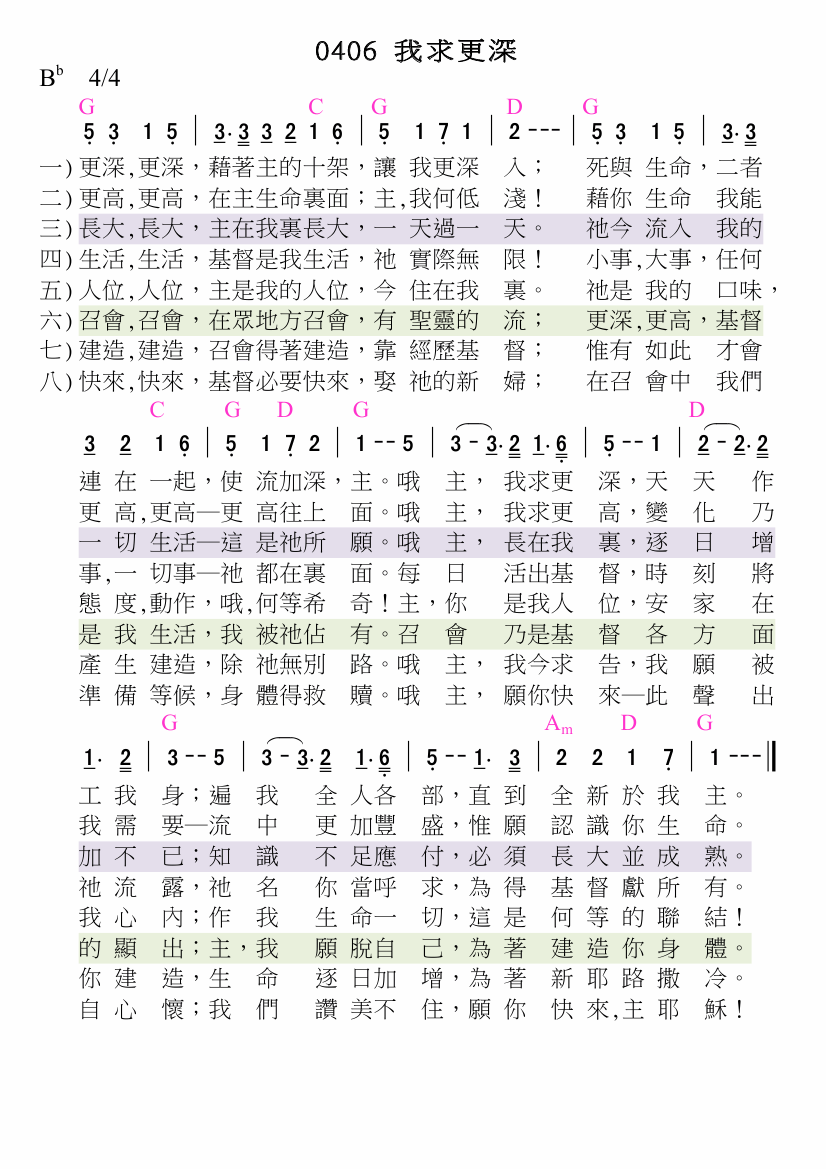 0406 我求更深
B♭ 4/4
G C G D G
5̣ 3̣ 1 5̣ | 3. 3 3 2 1 6̣ | 5̣ 1 7̣ 1 | 2 --- | 5̣ 3̣ 1 5̣ | 3. 3
一) 更深,更深，藉著主的十架，讓 我更深 入； 死與 生命，二者
二) 更高,更高，在主生命裏面；主,我何低 淺！ 藉你 生命 我能
三) 長大,長大，主在我裏長大，一 天過一 天。 祂今 流入 我的
四) 生活,生活，基督是我生活，祂 實際無 限！ 小事,大事，任何
五) 人位,人位，主是我的人位，今 住在我 裏。 祂是 我的 口味，
六) 召會,召會，在眾地方召會，有 聖靈的 流； 更深,更高，基督
七) 建造,建造，召會得著建造，靠 經歷基 督； 惟有 如此 才會
八) 快來,快來，基督必要快來，娶 祂的新 婦； 在召 會中 我們
C G D G D
3 2 1 6̣ | 5̣ 1 7̣ 2 | 1 -- 5 | 3 - 3. 2 1. 6̣ | 5̣ -- 1 | 2 - 2. 2
連 在 一起，使 流加深，主。哦 主， 我求更 深，天 天 作
更 高,更高─更 高往上 面。哦 主， 我求更 高，變 化 乃
一 切 生活─這 是祂所 願。哦 主， 長在我 裏，逐 日 增
事,一 切事─祂 都在裏 面。每 日 活出基 督，時 刻 將
態 度,動作，哦,何等希 奇！主，你 是我人 位，安 家 在
是 我 生活，我 被祂佔 有。召 會 乃是基 督 各 方 面
產 生 建造，除 祂無別 路。哦 主， 我今求 告，我 願 被
準 備 等候，身 體得救 贖。哦 主， 願你快 來─此 聲 出
G Am D G
1. 2 | 3 -- 5 | 3 - 3. 2 1. 6̣ | 5̣ -- 1. 3 | 2 2 1 7̣ | 1 --- ‖
工 我 身；遍 我 全 人各 部，直 到 全 新 於 我 主。
我 需 要─流 中 更 加豐 盛，惟 願 認 識 你 生 命。
加 不 已；知 識 不 足應 付，必 須 長 大 並 成 熟。
祂 流 露，祂 名 你 當呼 求，為 得 基 督 獻 所 有。
我 心 內；作 我 生 命一 切，這 是 何 等 的 聯 結！
的 顯 出；主，我 願 脫自 己，為 著 建 造 你 身 體。
你 建 造，生 命 逐 日加 增，為 著 新 耶 路 撒 冷。
自 心 懷；我 們 讚 美不 住，願 你 快 來,主 耶 穌！